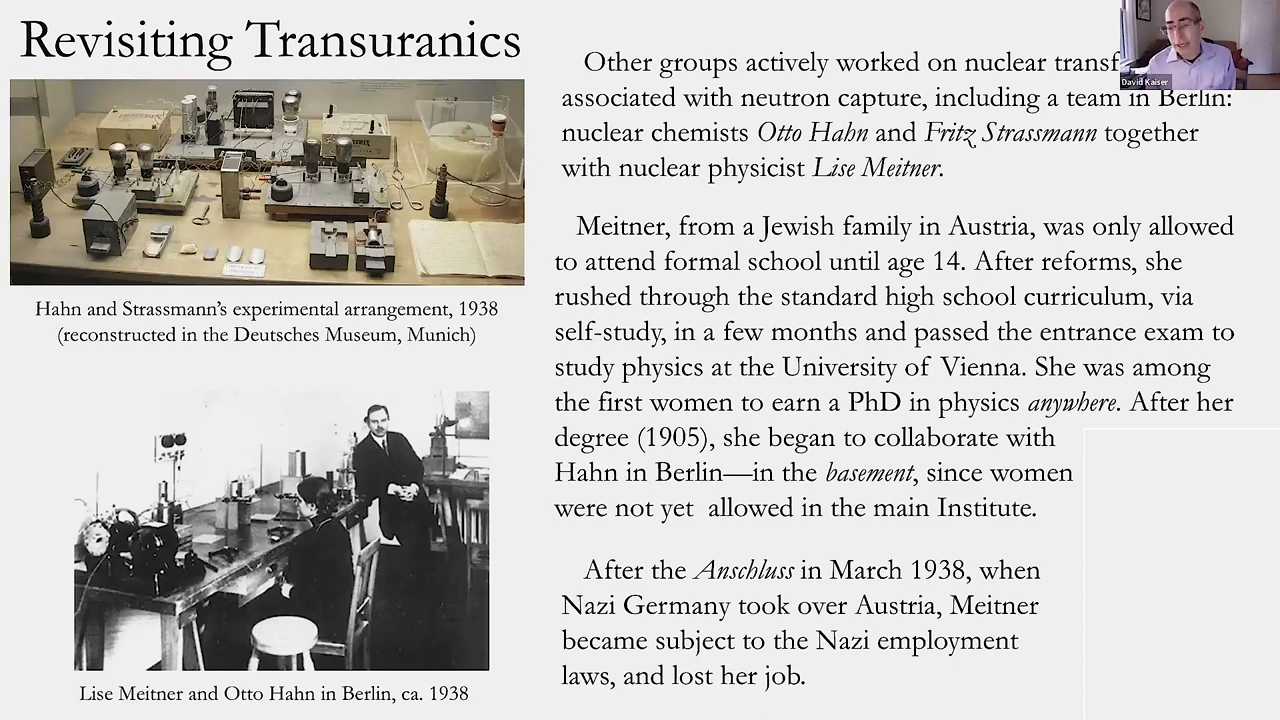 Revisiting Transuranics
Hahn and Strassmann's experimental arrangement, 1938
(reconstructed in the Deutsches Museum, Munich)
Lise Meitner and Otto Hahn in Berlin, ca. 1938
Other groups actively worked on nuclear transf
associated with neutron capture, including a team in Berlin:
nuclear chemists Otto Hahn and Fritz Strassmann together
with nuclear physicist Lise Meitner.
Meitner, from a Jewish family in Austria, was only allowed
to attend formal school until age 14. After reforms, she
rushed through the standard high school curriculum, via
self-study, in a few months and passed the entrance exam to
study physics at the University of Vienna. She was among
the first women to earn a PhD in physics anywhere. After her
degree (1905), she began to collaborate with
Hahn in Berlin—in the basement, since women
were not yet allowed in the main Institute.
After the Anschluss in March 1938, when
Nazi Germany took over Austria, Meitner
became subject to the Nazi employment
laws, and lost her job.
David Kaiser